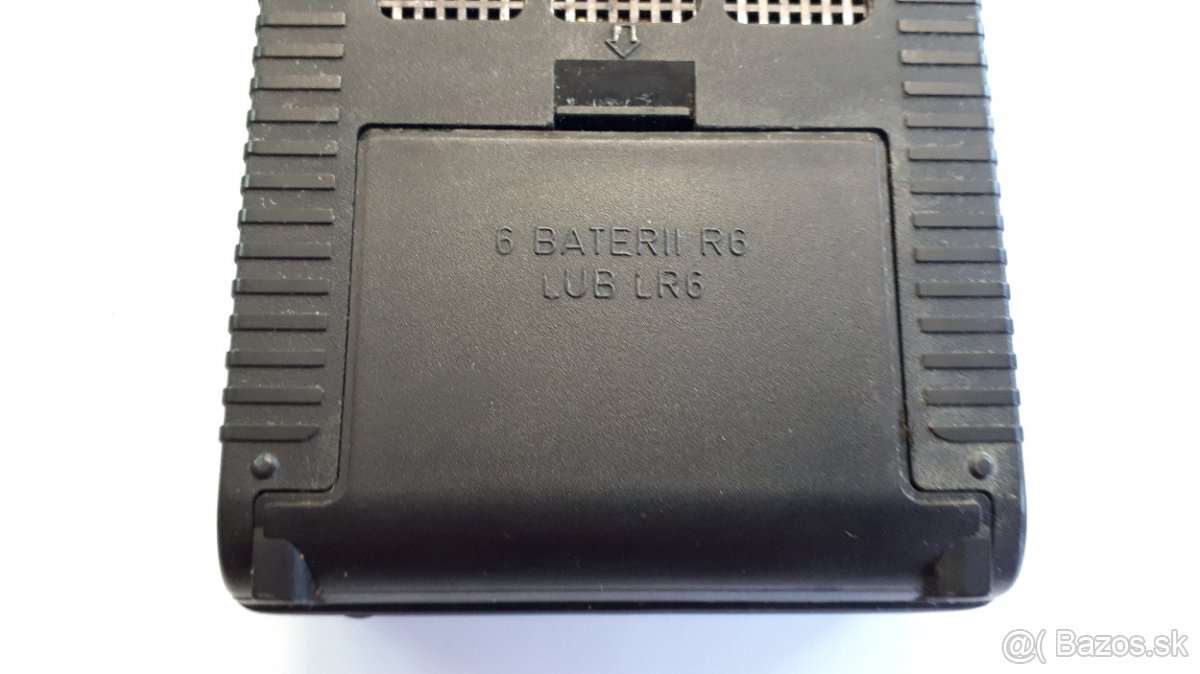 6 BATERII R6
LUB LR6
@( Bazos.sk